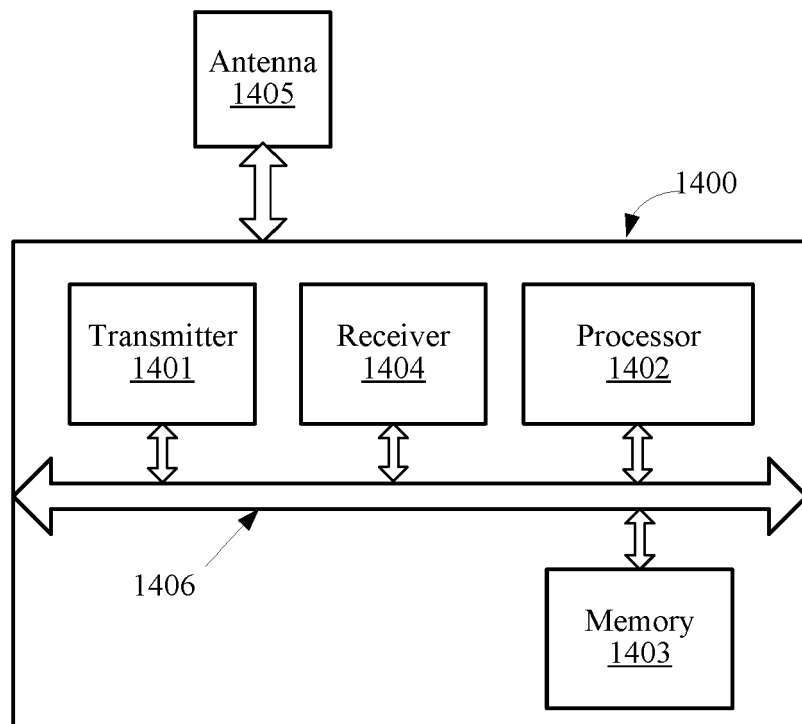 Antenna
1405
1400
Transmitter
1401
Receiver
1404
Processor
1402
1406
Memory
1403